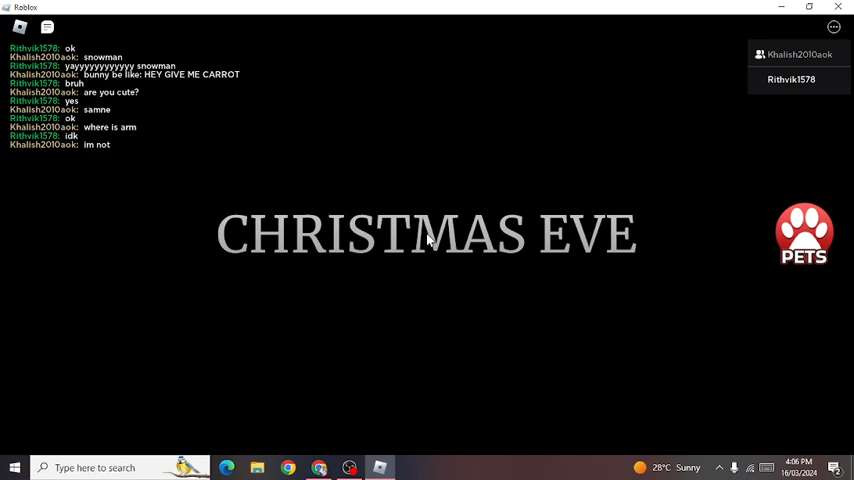 Roblox
Rithvik1578: ok
Khalish2010aok: snowman
Rithvik1578: yayyyyyyyyyyyy snowman
Khalish2010aok: bunny be like: HEY GIVE ME CARROT
Rithvik1578: bruh
Khalish2010aok: are you cute?
Rithvik1578: yes
Khalish2010aok: samne
Rithvik1578: ok
Khalish2010aok: where is arm
Rithvik1578: idk
Khalish2010aok: im not
Khalish2010aok
Rithvik1578
CHRISTMAS EVE
PETS
Type here to search
28°C Sunny
4:06 PM
16/03/2024
2